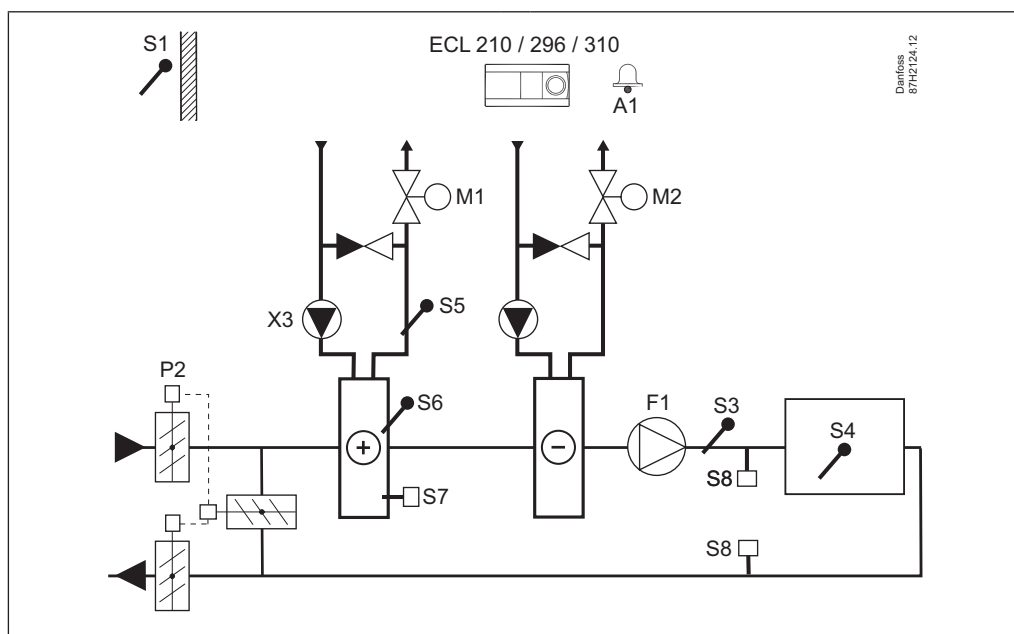 S1
ECL 210 / 296 / 310
A1
Danfoss
87H2124.12
M1
M2
X3
S5
P2
S6
F1
S3
S4
+
−
S7
S8
S8